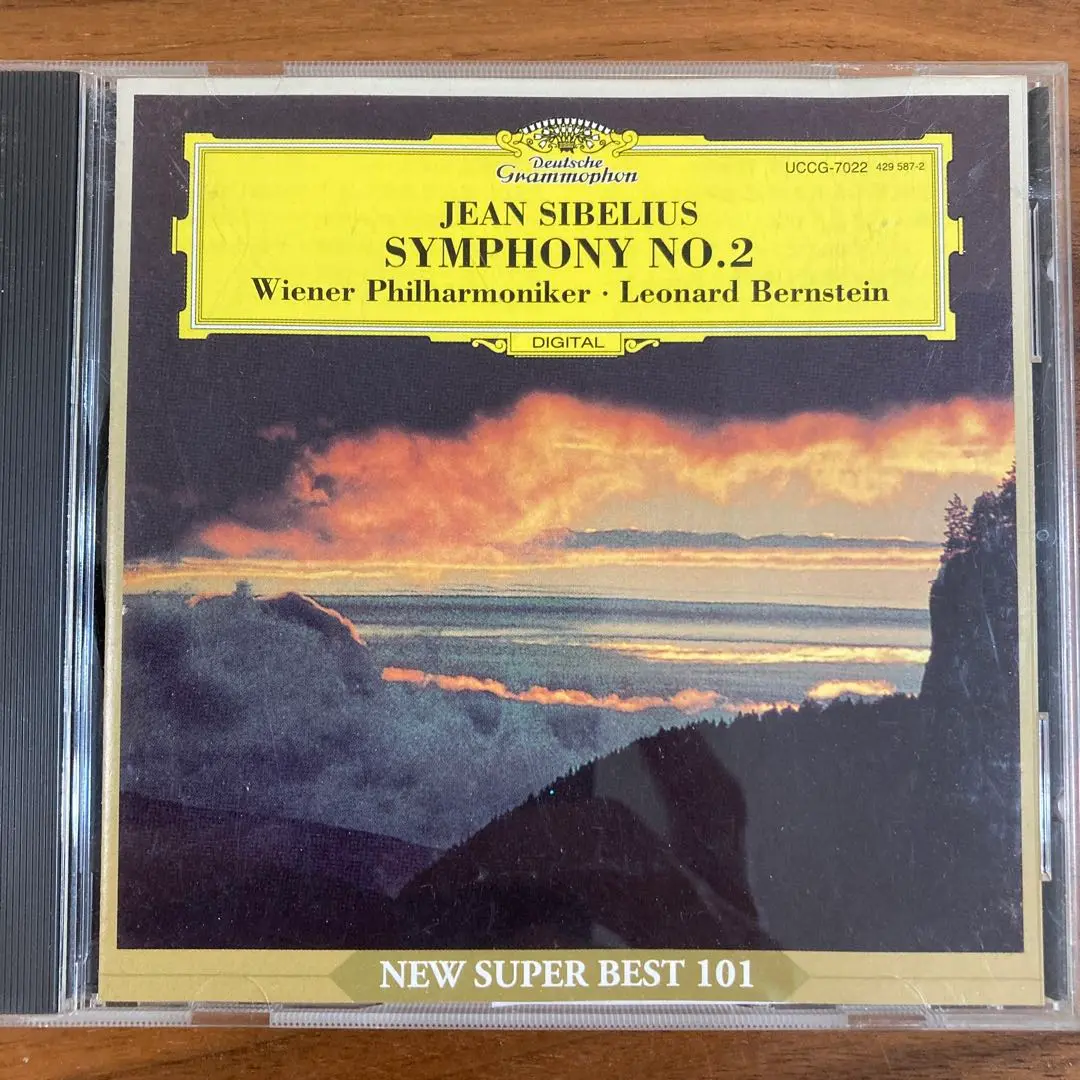 Deutsche
Grammophon
UCCG-7022 429 587-2
JEAN SIBELIUS
SYMPHONY NO.2
Wiener Philharmoniker · Leonard Bernstein
DIGITAL
NEW SUPER BEST 101